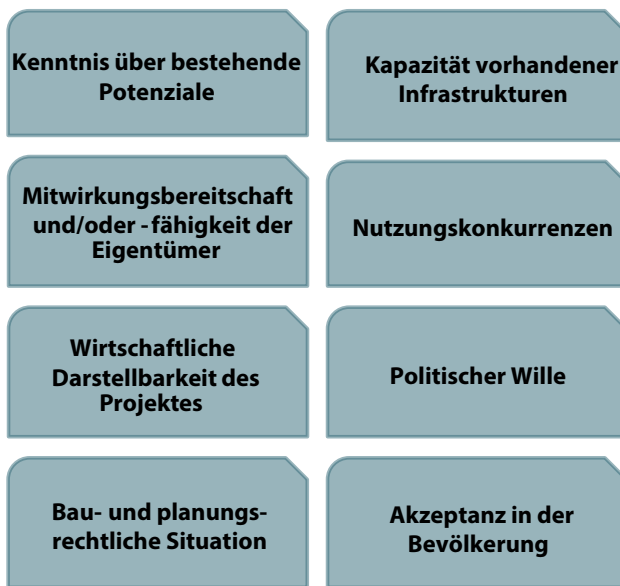 Kenntnis über bestehende
Potenziale
Kapazität vorhandener
Infrastrukturen
Mitwirkungsbereitschaft
und/oder -fähigkeit der
Eigentümer
Nutzungskonkurrenzen
Wirtschaftliche
Darstellbarkeit des
Projektes
Politischer Wille
Bau- und planungs-
rechtliche Situation
Akzeptanz in der
Bevölkerung